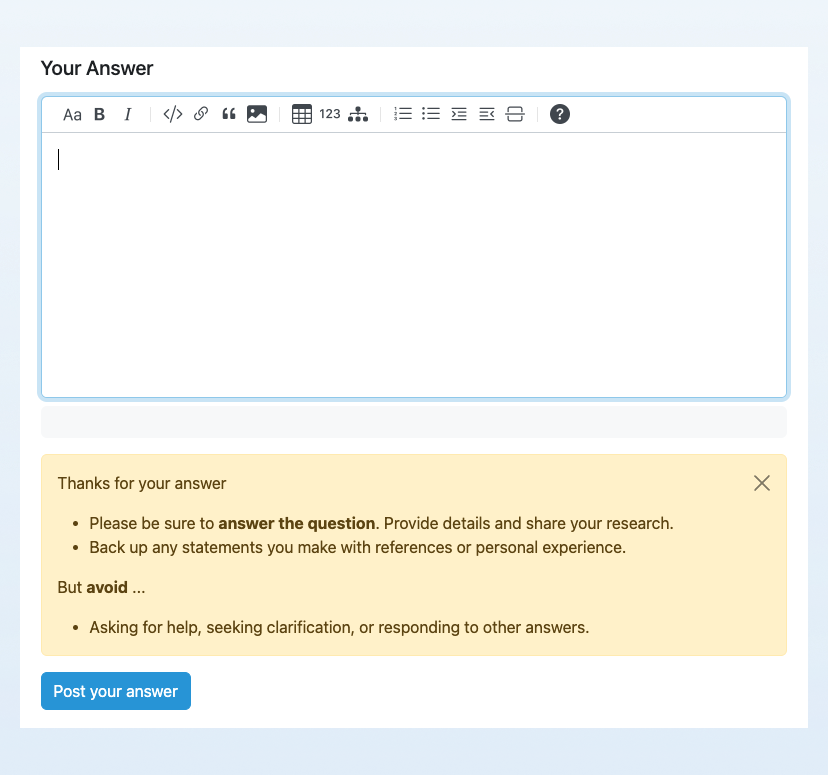 Your Answer
Aa B I </> “ 123 ?
Thanks for your answer
• Please be sure to answer the question. Provide details and share your research.
• Back up any statements you make with references or personal experience.
But avoid ...
• Asking for help, seeking clarification, or responding to other answers.
Post your answer